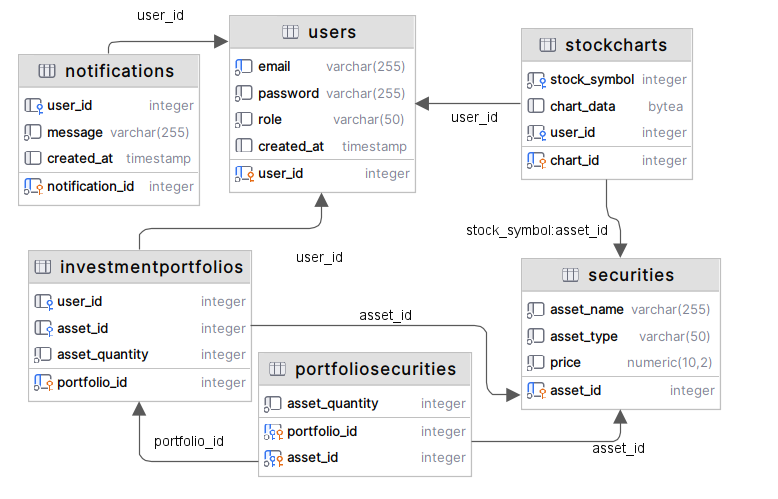 user_id
users
email varchar(255)
password varchar(255)
role varchar(50)
created_at timestamp
user_id integer
notifications
user_id integer
message varchar(255)
created_at timestamp
notification_id integer
stockcharts
stock_symbol integer
chart_data bytea
user_id integer
chart_id integer
user_id
stock_symbol:asset_id
user_id
investmentportfolios
user_id integer
asset_id integer
asset_quantity integer
portfolio_id integer
asset_id
securities
asset_name varchar(255)
asset_type varchar(50)
price numeric(10,2)
asset_id integer
portfoliosecurities
asset_quantity integer
portfolio_id integer
asset_id integer
portfolio_id
asset_id